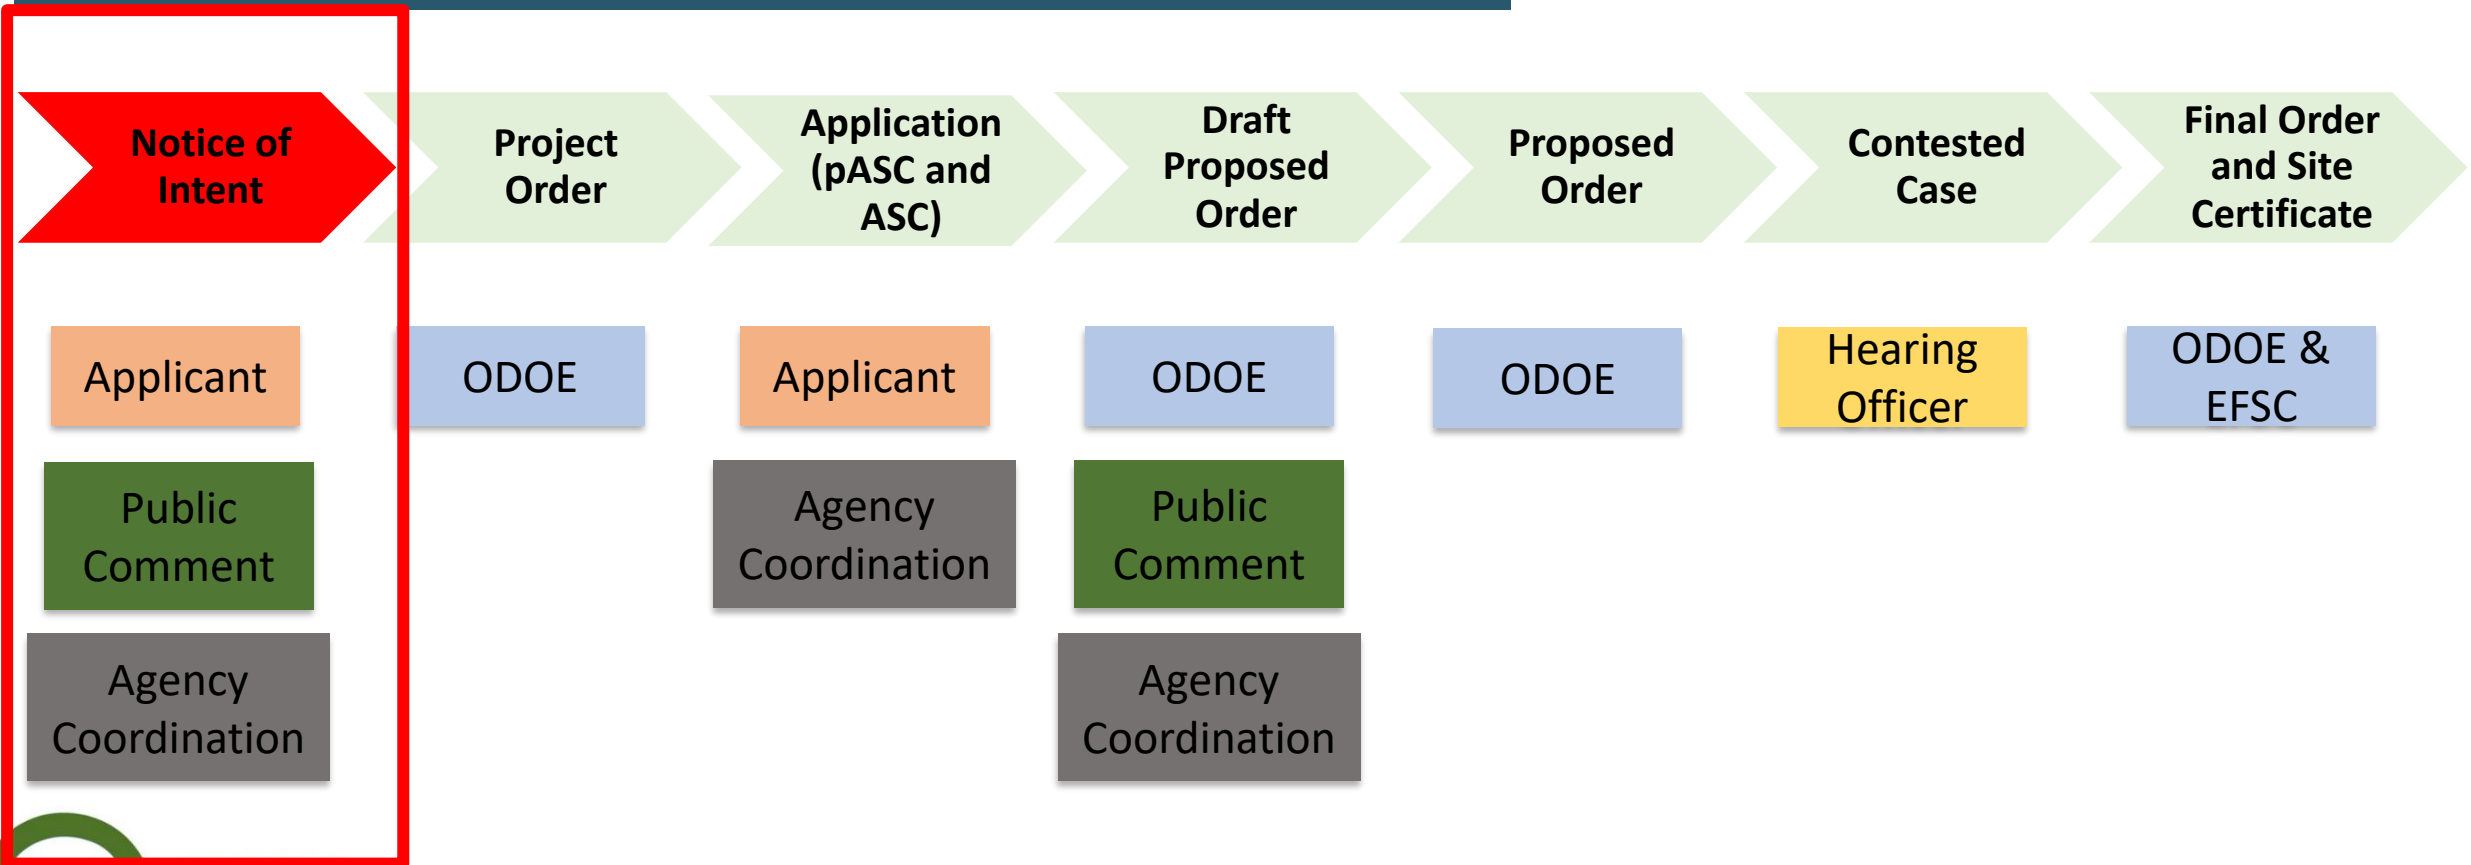 Notice of
Intent
Project
Order
Application
(pASC and
ASC)
Draft
Proposed
Order
Proposed
Order
Contested
Case
Final Order
and Site
Certificate
Applicant
ODOE
Applicant
ODOE
ODOE
Hearing
Officer
ODOE &
EFSC
Public
Comment
Agency
Coordination
Public
Comment
Agency
Coordination
Agency
Coordination